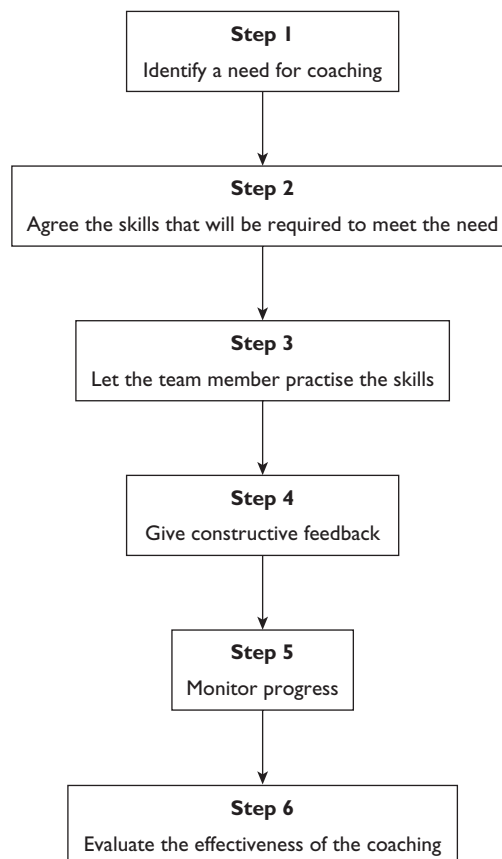 Step 1
Identify a need for coaching
Step 2
Agree the skills that will be required to meet the need
Step 3
Let the team member practise the skills
Step 4
Give constructive feedback
Step 5
Monitor progress
Step 6
Evaluate the effectiveness of the coaching